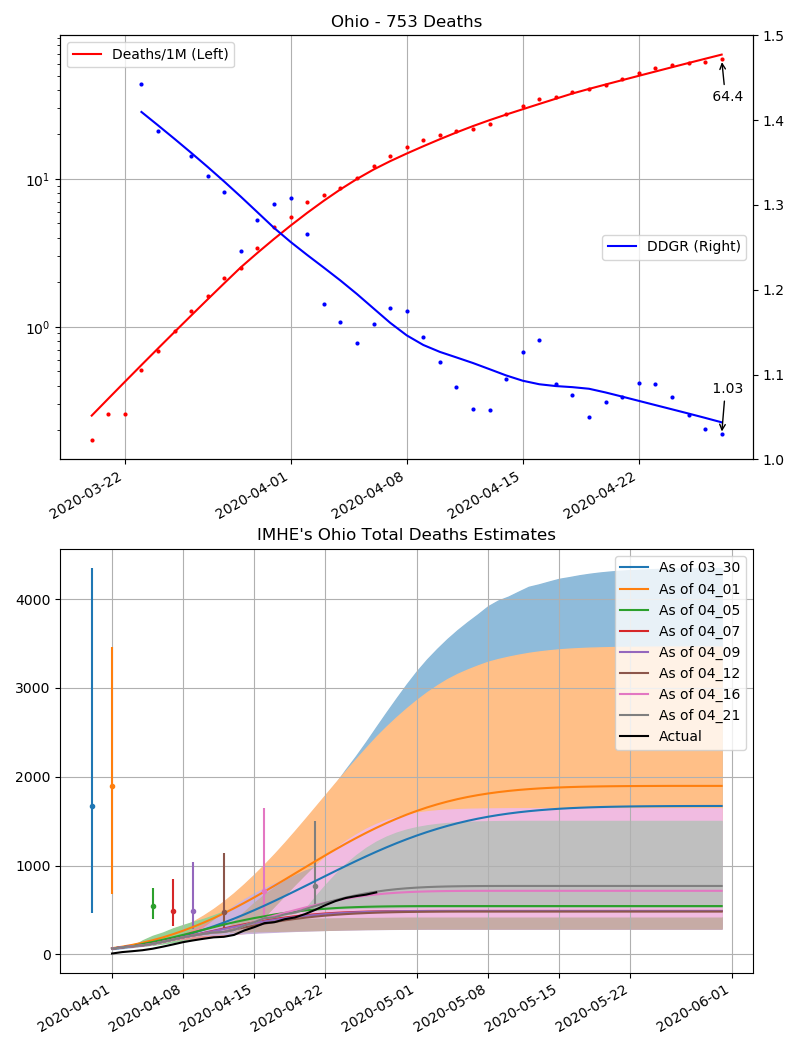 Ohio - 753 Deaths
Deaths/1M (Left)
DDGR (Right)
64.4
1.03
10^1
10^0
1.5
1.4
1.3
1.2
1.1
1.0
2020-03-22
2020-04-01
2020-04-08
2020-04-15
2020-04-22
IMHE's Ohio Total Deaths Estimates
As of 03_30
As of 04_01
As of 04_05
As of 04_07
As of 04_09
As of 04_12
As of 04_16
As of 04_21
Actual
4000
3000
2000
1000
0
2020-04-01
2020-04-08
2020-04-15
2020-04-22
2020-05-01
2020-05-08
2020-05-15
2020-05-22
2020-06-01